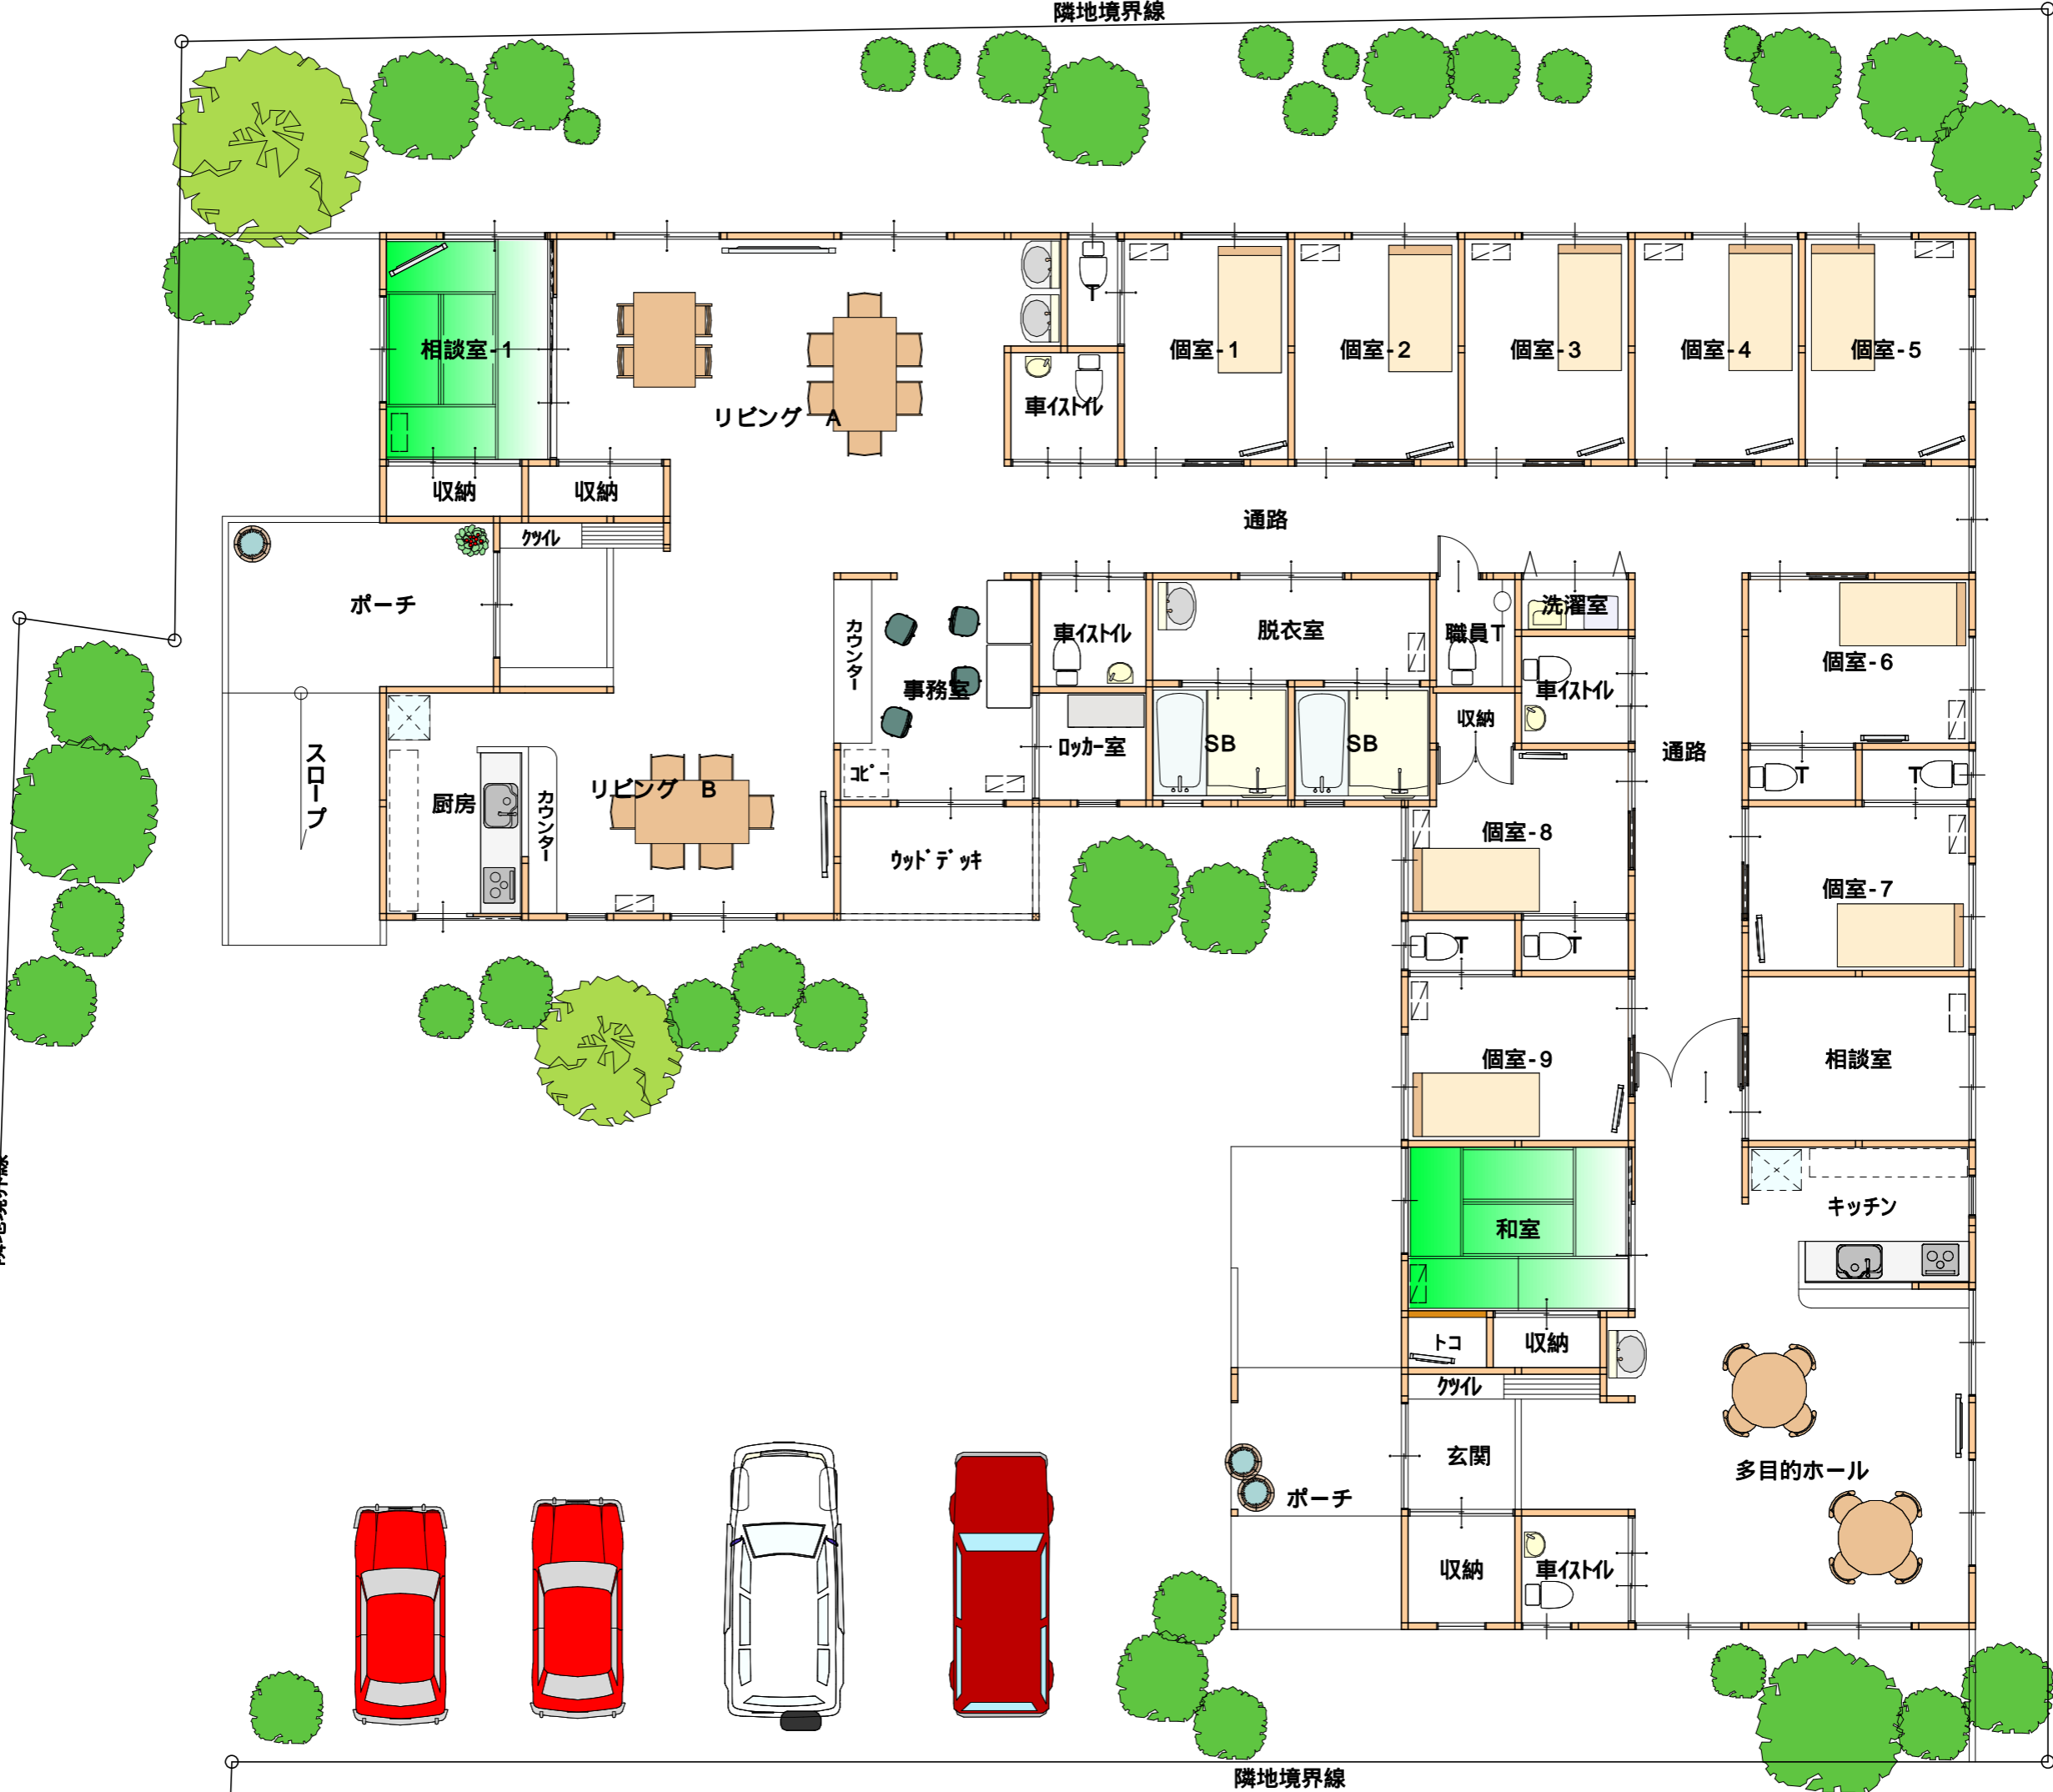 隣地境界線
相談室-1
リビング A
T
車イストイレ
個室-1
個室-2
個室-3
個室-4
個室-5
収納
収納
クツイレ
通路
ポーチ
カウンター
事務室
車イストイレ
脱衣室
職員T
洗濯室
個室-6
車イストイレ
スロープ
厨房
カウンター
リビング B
コピー
ロッカー室
SB
SB
収納
通路
T
T
ウッドデッキ
個室-8
個室-7
T
T
個室-9
相談室
隣地境界線
和室
キッチン
トコ
収納
クツイレ
玄関
ポーチ
多目的ホール
収納
車イストイレ
隣地境界線